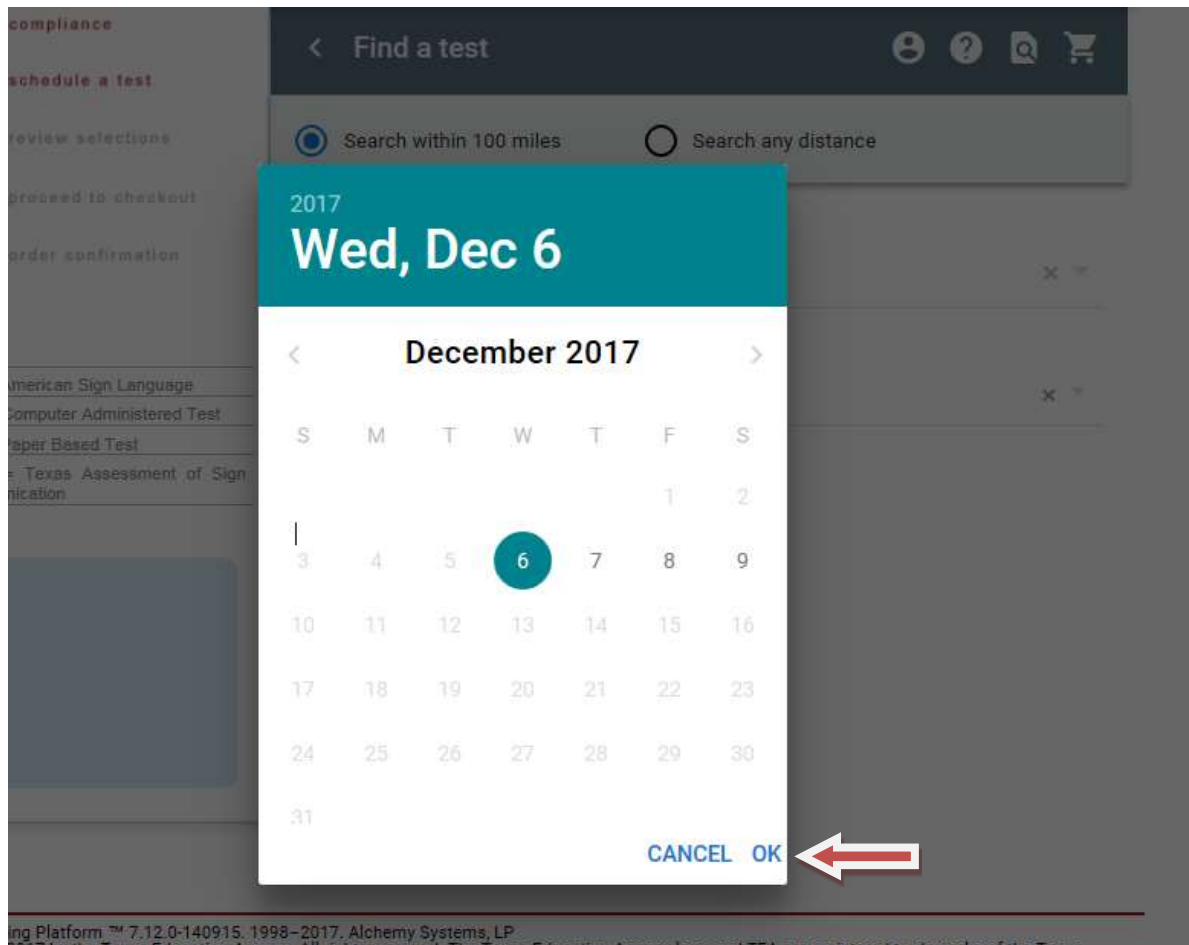 compliance
schedule a test
review selections
proceed to checkout
order confirmation
Find a test
Search within 100 miles
Search any distance
2017
Wed, Dec 6
December 2017
S M T W T F S
1 2
3 4 5 6 7 8 9
10 11 12 13 14 15 16
17 18 19 20 21 22 23
24 25 26 27 28 29 30
31
CANCEL OK
American Sign Language
Computer Administered Test
Paper Based Test
= Texas Assessment of Sign
ing Platform ™ 7.12.0-140915. 1998–2017. Alchemy Systems, LP